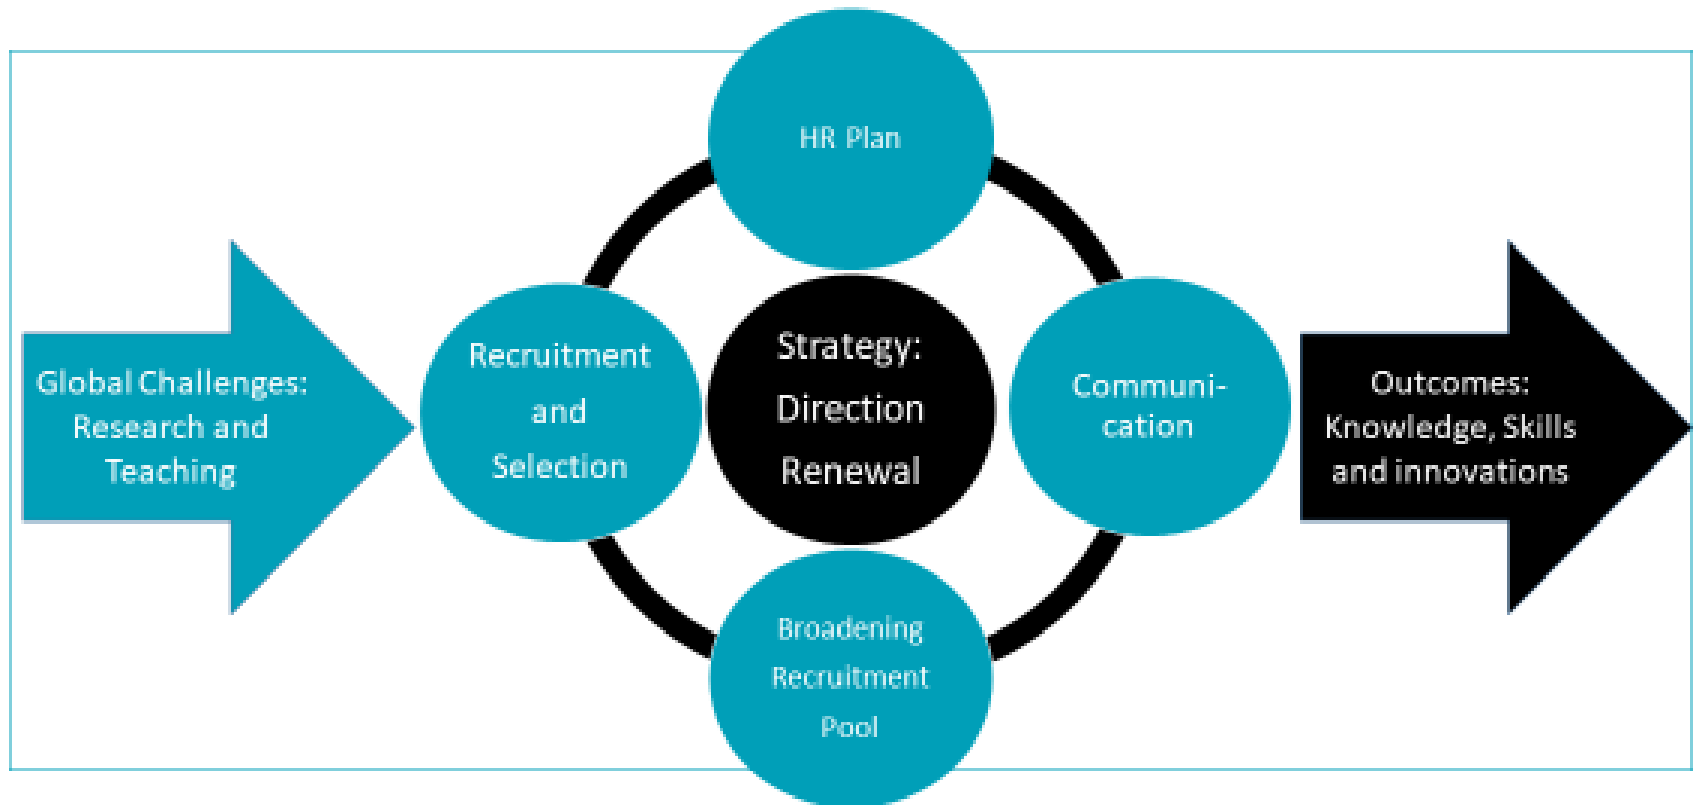 HR Plan
Global Challenges:
Research and
Teaching
Recruitment
and
Selection
Strategy:
Direction
Renewal
Communi-
cation
Outcomes:
Knowledge, Skills
and innovations
Broadening
Recruitment
Pool